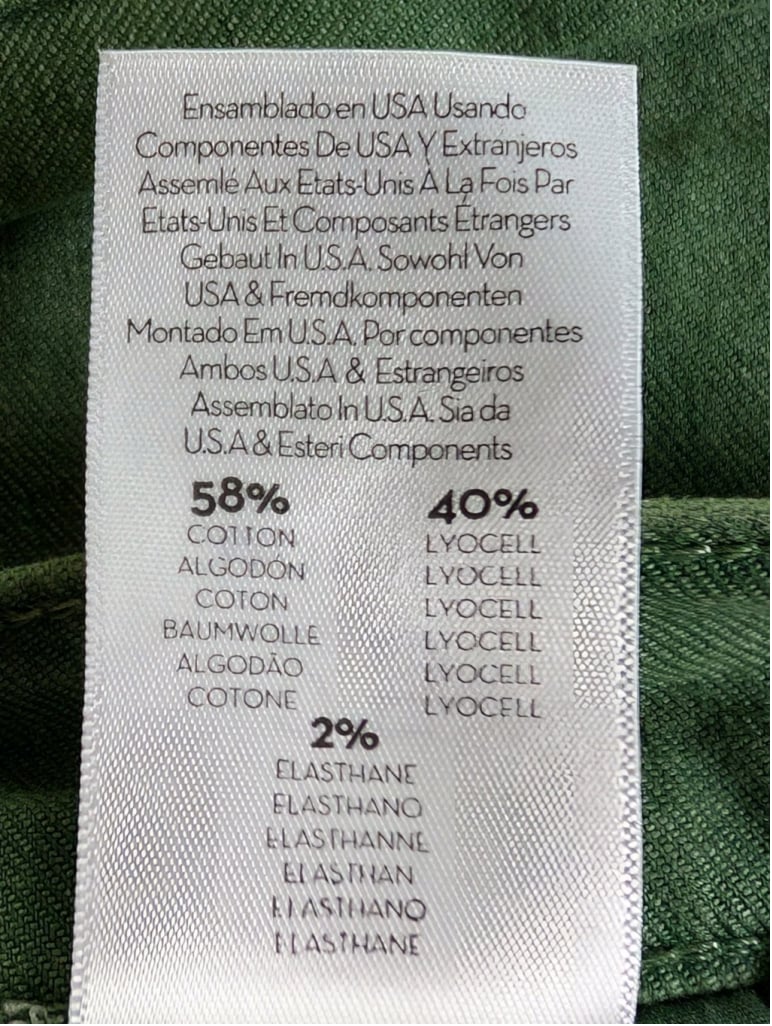 Ensamblado en USA Usando
Componentes De USA Y Extranjeros
Assemlé Aux Etats-Unis À La Fois Par
Etats-Unis Et Composants Étrangers
Gebaut In U.S.A. Sowohl Von
USA & Fremdkomponenten
Montado Em U.S.A. Por componentes
Ambos U.S.A & Estrangeiros
Assemblato In U.S.A. Sia da
U.S.A & Esteri Components
58% 40%
COTTON LYOCELL
ALGODÓN LYOCELL
COTON LYOCELL
BAUMWOLLE LYOCELL
ALGODÃO LYOCELL
COTONE LYOCELL
2%
ELASTHANE
ELASTHANO
ELASTHANNE
ELASTHAN
ELASTHANO
ELASTHANE